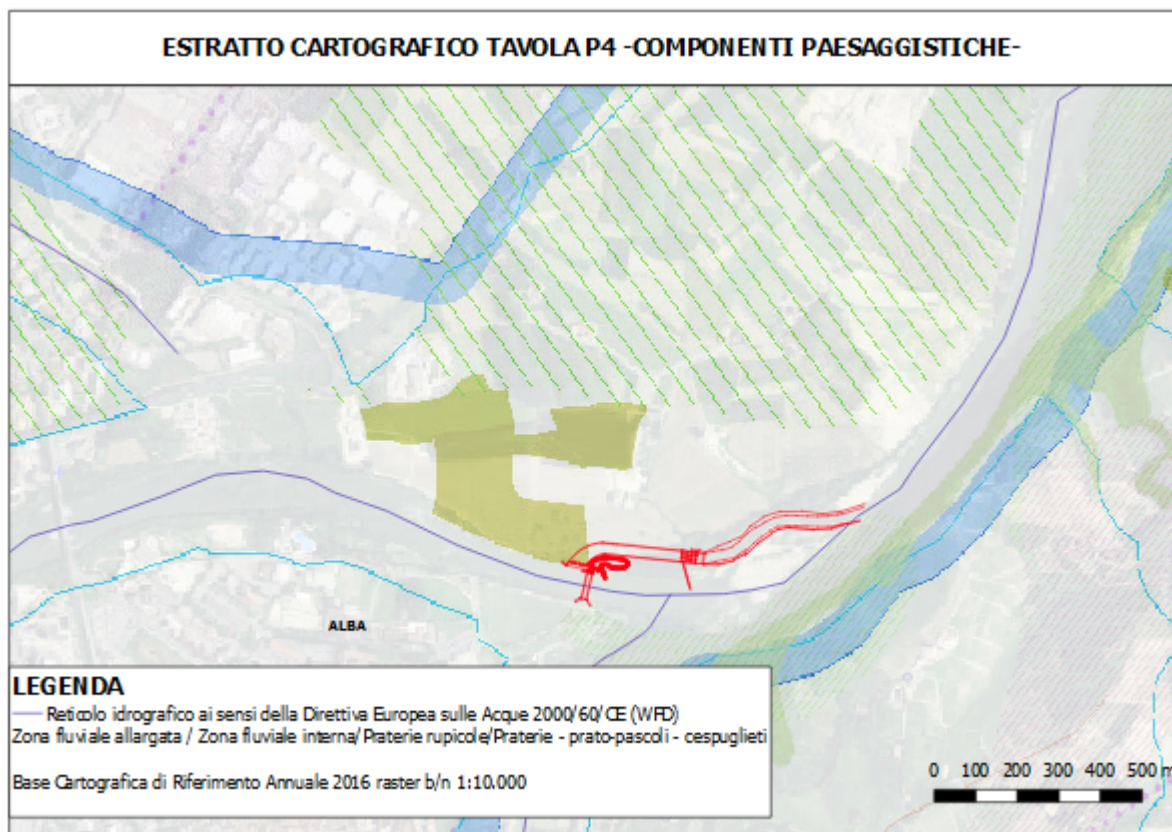 ESTRATTO CARTOGRAFICO TAVOLA P4 -COMPONENTI PAESAGGISTICHE-
ALBA
LEGENDA
Reticolo idrografico ai sensi della Direttiva Europea sulle Acque 2000/60/CE (WFD)
Zona fluviale allargata / Zona fluviale interna/Praterie rupicole/Praterie - prato-pascoli - cespuglieti
Base Cartografica di Riferimento Annuale 2016 raster b/n 1:10.000
0 100 200 300 400 500 m